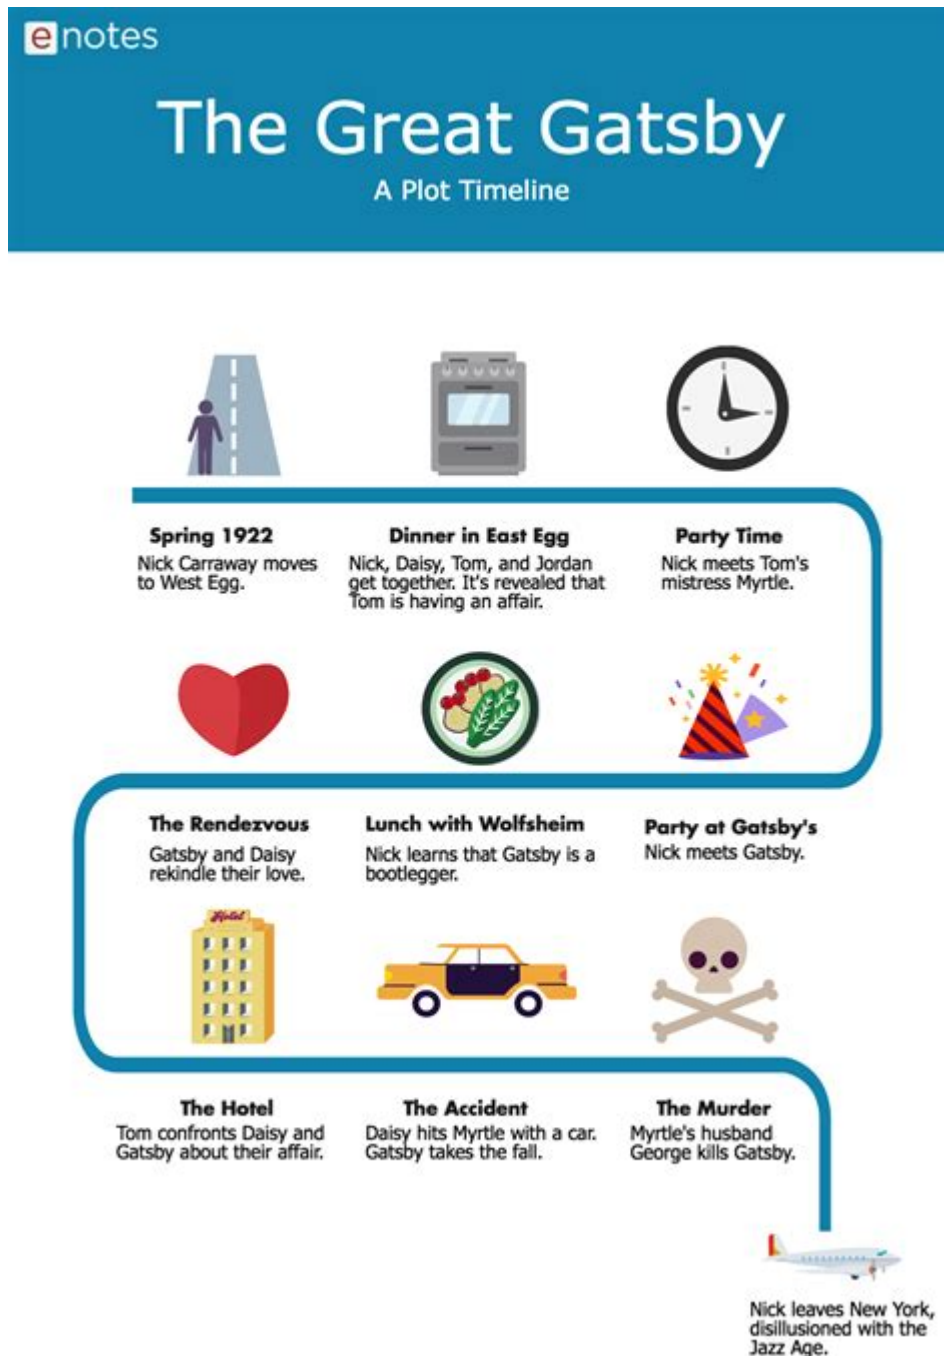 enotes
The Great Gatsby
A Plot Timeline
Spring 1922
Nick Carraway moves
to West Egg.
Dinner in East Egg
Nick, Daisy, Tom, and Jordan
get together. It's revealed that
Tom is having an affair.
Party Time
Nick meets Tom's
mistress Myrtle.
Party at Gatsby's
Nick meets Gatsby.
Lunch with Wolfsheim
Nick learns that Gatsby is a
bootlegger.
The Rendezvous
Gatsby and Daisy
rekindle their love.
Hotel
The Hotel
Tom confronts Daisy and
Gatsby about their affair.
The Accident
Daisy hits Myrtle with a car.
Gatsby takes the fall.
The Murder
Myrtle's husband
George kills Gatsby.
Nick leaves New York,
disillusioned with the
Jazz Age.